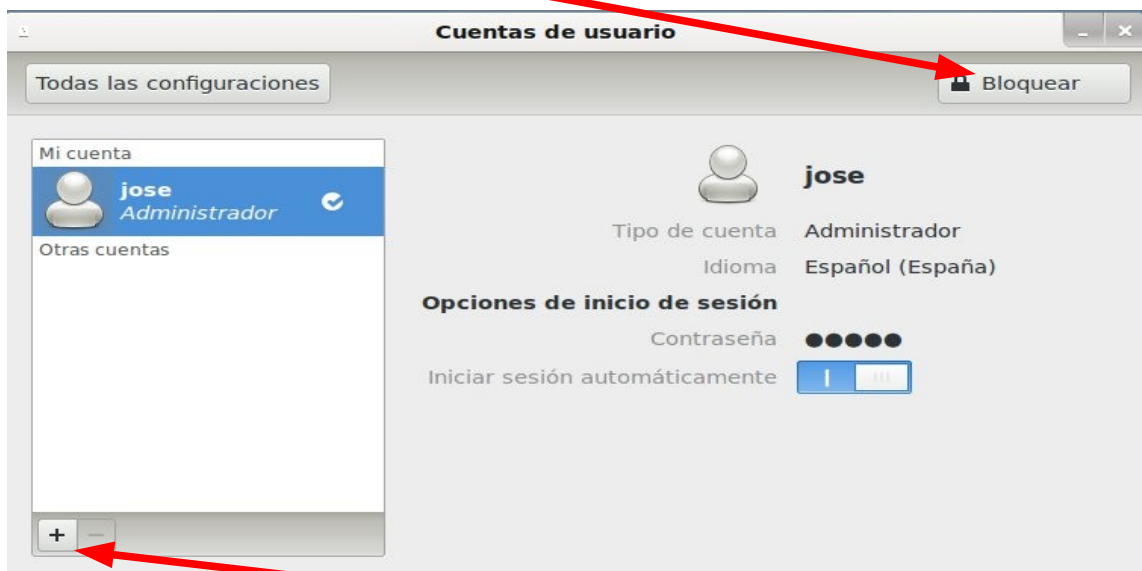 Cuentas de usuario
Todas las configuraciones
Bloquear
Mi cuenta
jose
Administrador
Otras cuentas
jose
Tipo de cuenta Administrador
Idioma Español (España)
Opciones de inicio de sesión
Contraseña ●●●●●
Iniciar sesión automáticamente